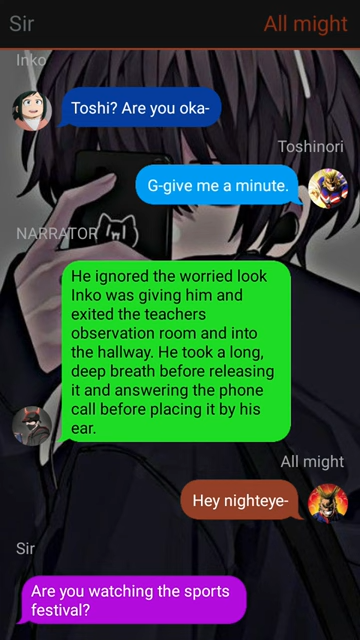 Sir All might
Inko
Toshi? Are you oka-
Toshinori
G-give me a minute.
NARRATOR
He ignored the worried look
Inko was giving him and
exited the teachers
observation room and into
the hallway. He took a long,
deep breath before releasing
it and answering the phone
call before placing it by his
ear.
All might
Hey nighteye-
Sir
Are you watching the sports
festival?